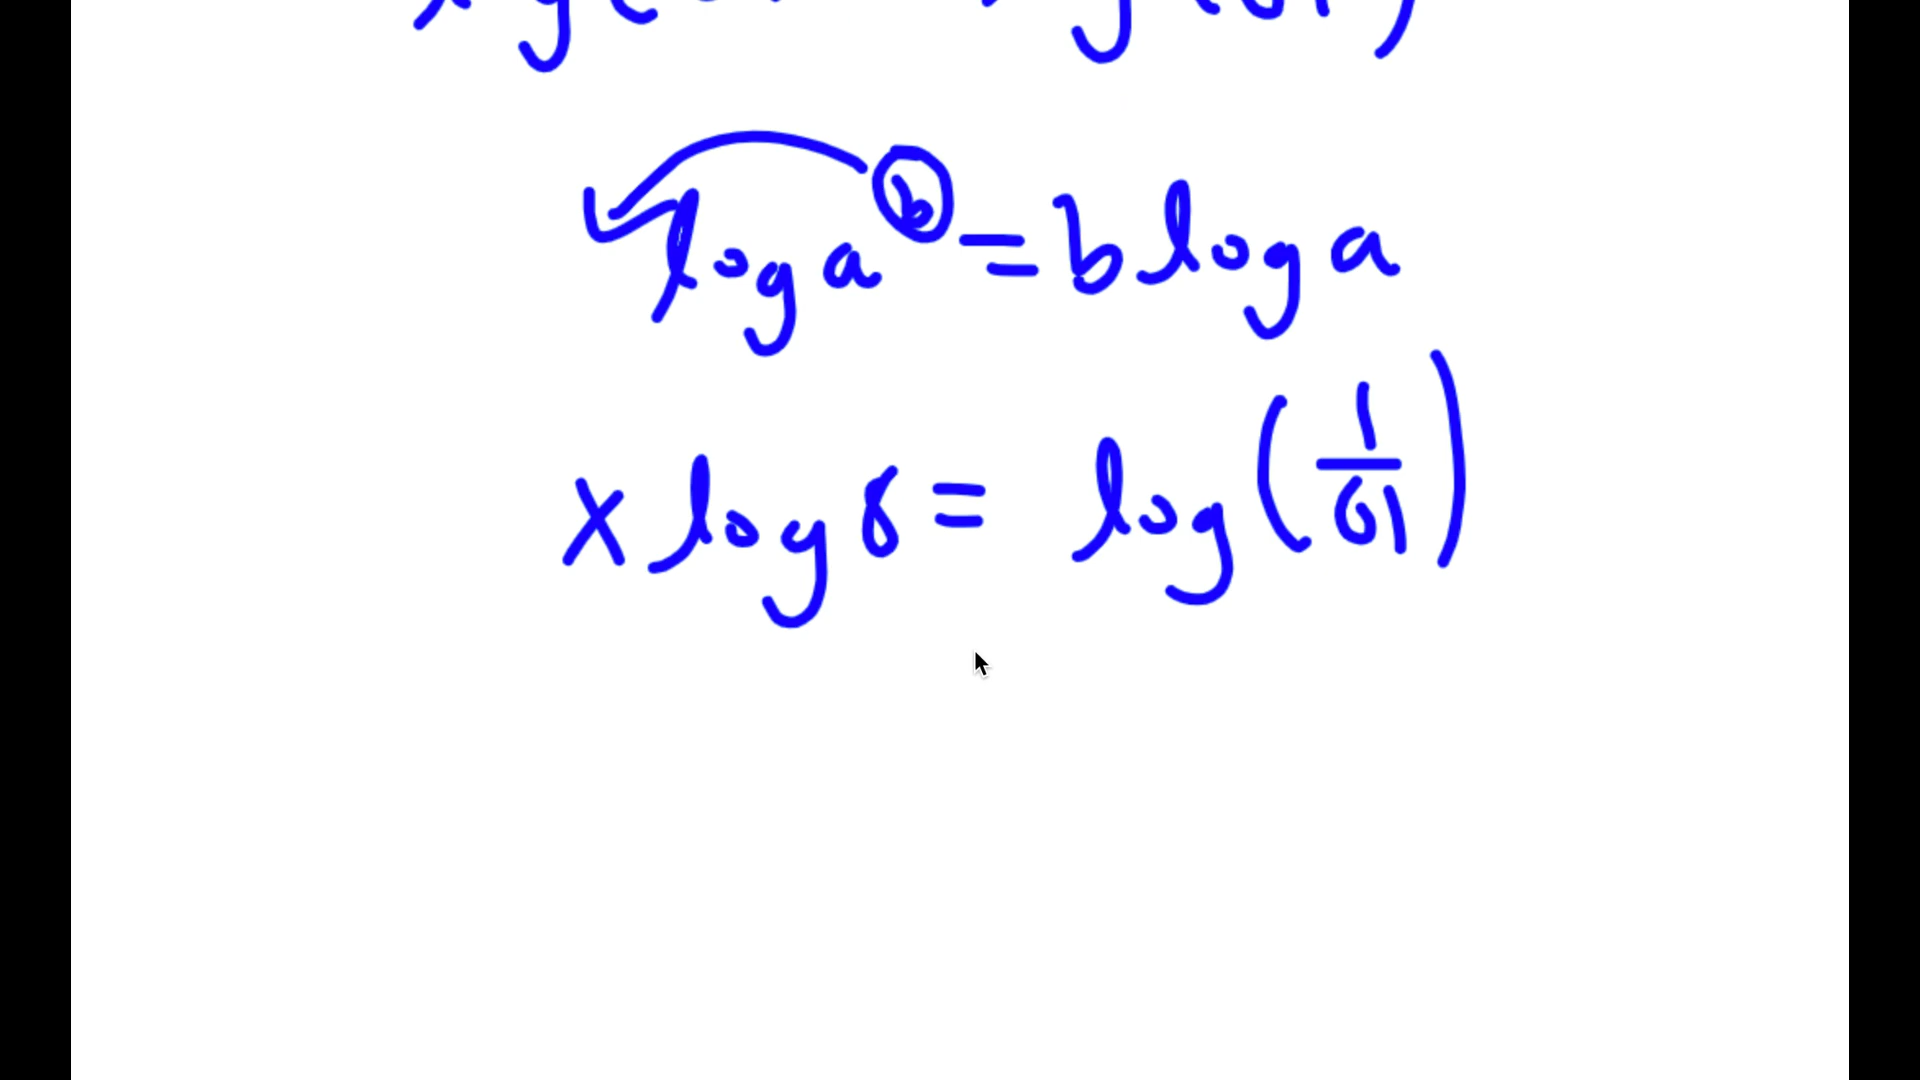 log a^b = b log a
x log 8 = log(1/61)